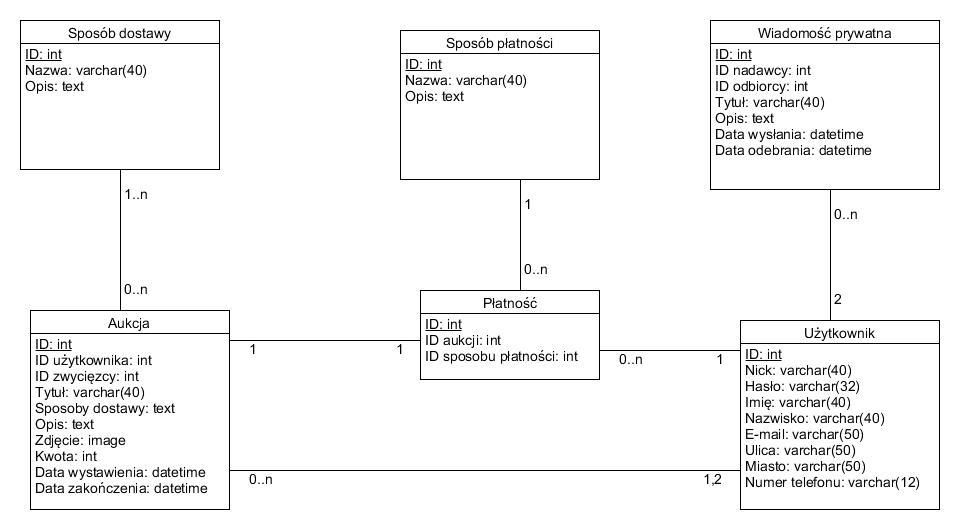 Sposób dostawy
ID: int
Nazwa: varchar(40)
Opis: text
Sposób płatności
ID: int
Nazwa: varchar(40)
Opis: text
Wiadomość prywatna
ID: int
ID nadawcy: int
ID odbiorcy: int
Tytuł: varchar(40)
Opis: text
Data wysłania: datetime
Data odebrania: datetime
1..n
0..n
1
0..n
0..n
2
Aukcja
ID: int
ID użytkownika: int
ID zwycięzcy: int
Tytuł: varchar(40)
Sposoby dostawy: text
Opis: text
Zdjęcie: image
Kwota: int
Data wystawienia: datetime
Data zakończenia: datetime
1
1
Płatność
ID: int
ID aukcji: int
ID sposobu płatności: int
0..n
1
Użytkownik
ID: int
Nick: varchar(40)
Hasło: varchar(32)
Imię: varchar(40)
Nazwisko: varchar(40)
E-mail: varchar(50)
Ulica: varchar(50)
Miasto: varchar(50)
Numer telefonu: varchar(12)
0..n
1,2